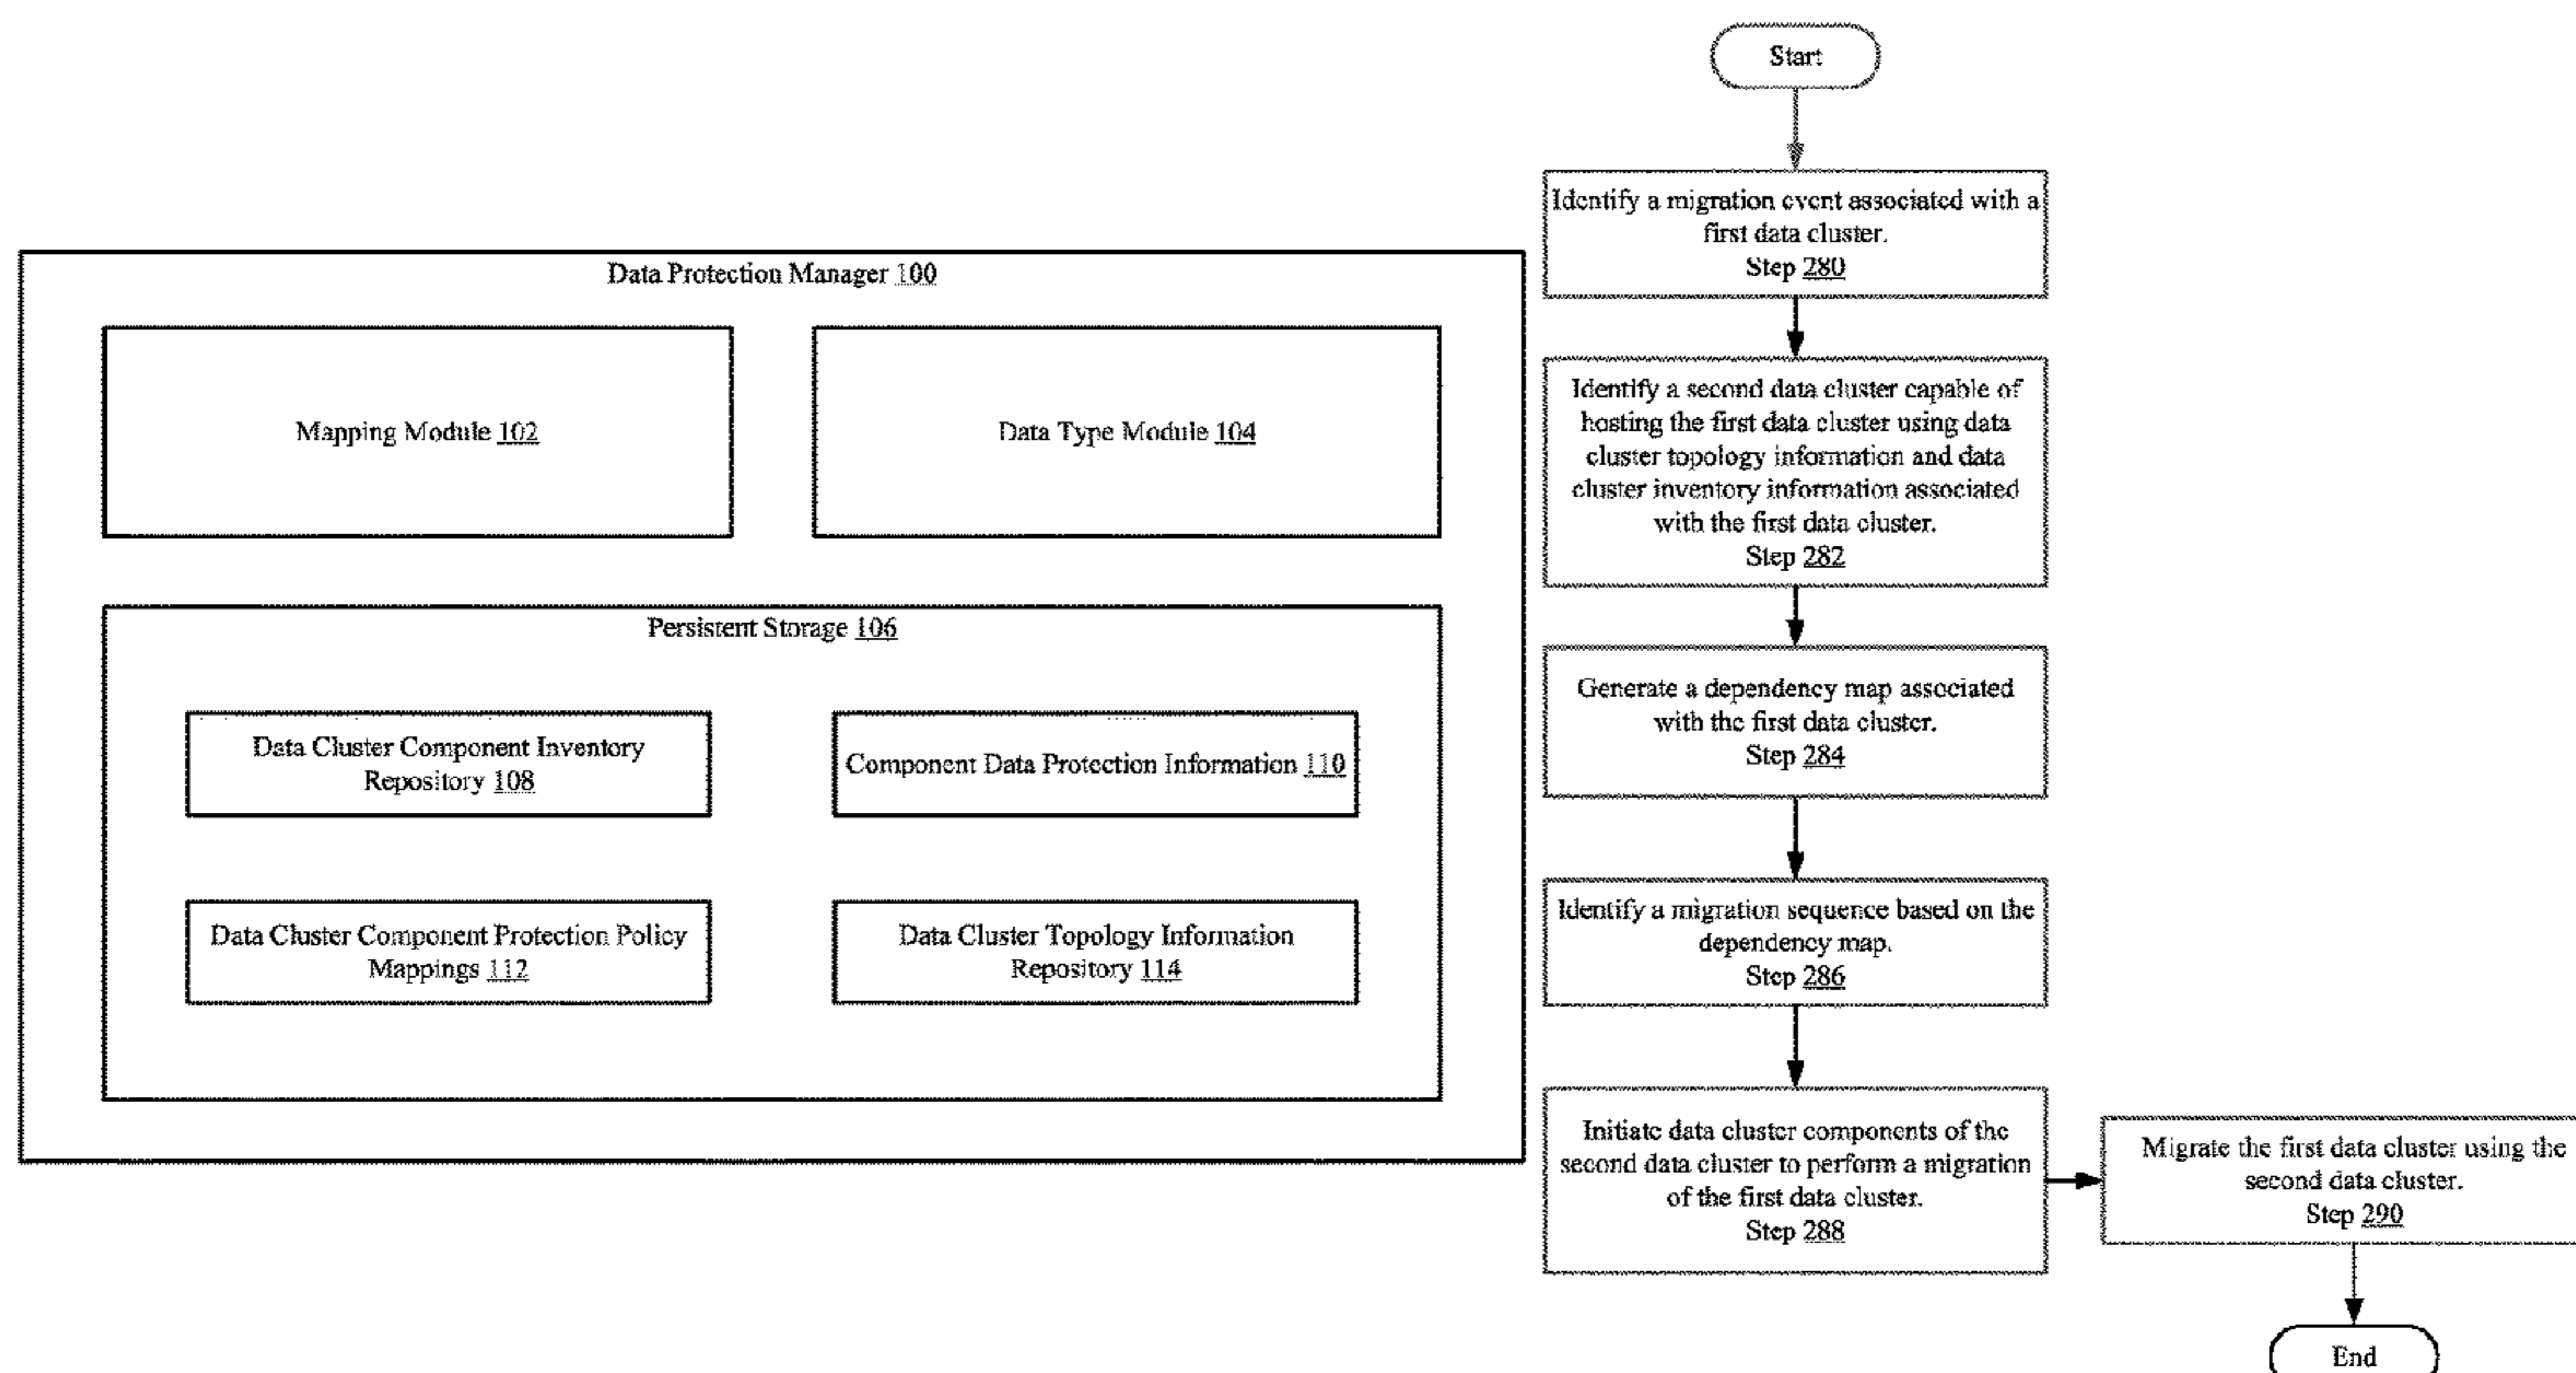 Data Protection Manager 100
Mapping Module 102
Data Type Module 104
Persistent Storage 106
Data Cluster Component Inventory
Repository 108
Component Data Protection Information 110
Data Cluster Component Protection Policy
Mappings 112
Data Cluster Topology Information
Repository 114
Start
Identify a migration event associated with a
first data cluster.
Step 280
Identify a second data cluster capable of
hosting the first data cluster using data
cluster topology information and data
cluster inventory information associated
with the first data cluster.
Step 282
Generate a dependency map associated
with the first data cluster.
Step 284
Identify a migration sequence based on the
dependency map.
Step 286
Initiate data cluster components of the
second data cluster to perform a migration
of the first data cluster.
Step 288
Migrate the first data cluster using the
second data cluster.
Step 290
End